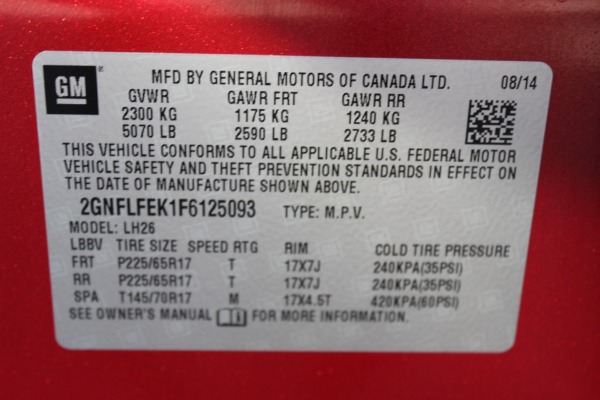 GM
MFD BY GENERAL MOTORS OF CANADA LTD. 08/14
GVWR GAWR FRT GAWR RR
2300 KG 1175 KG 1240 KG
5070 LB 2590 LB 2733 LB
THIS VEHICLE CONFORMS TO ALL APPLICABLE U.S. FEDERAL MOTOR
VEHICLE SAFETY AND THEFT PREVENTION STANDARDS IN EFFECT ON
THE DATE OF MANUFACTURE SHOWN ABOVE.
2GNFLFEK1F6125093 TYPE: M.P.V.
MODEL: LH26
LBBV TIRE SIZE SPEED RTG RIM COLD TIRE PRESSURE
FRT P225/65R17 T 17X7J 240KPA(35PSI)
RR P225/65R17 T 17X7J 240KPA(35PSI)
SPA T145/70R17 M 17X4.5T 420KPA(60PSI)
SEE OWNER'S MANUAL FOR MORE INFORMATION.